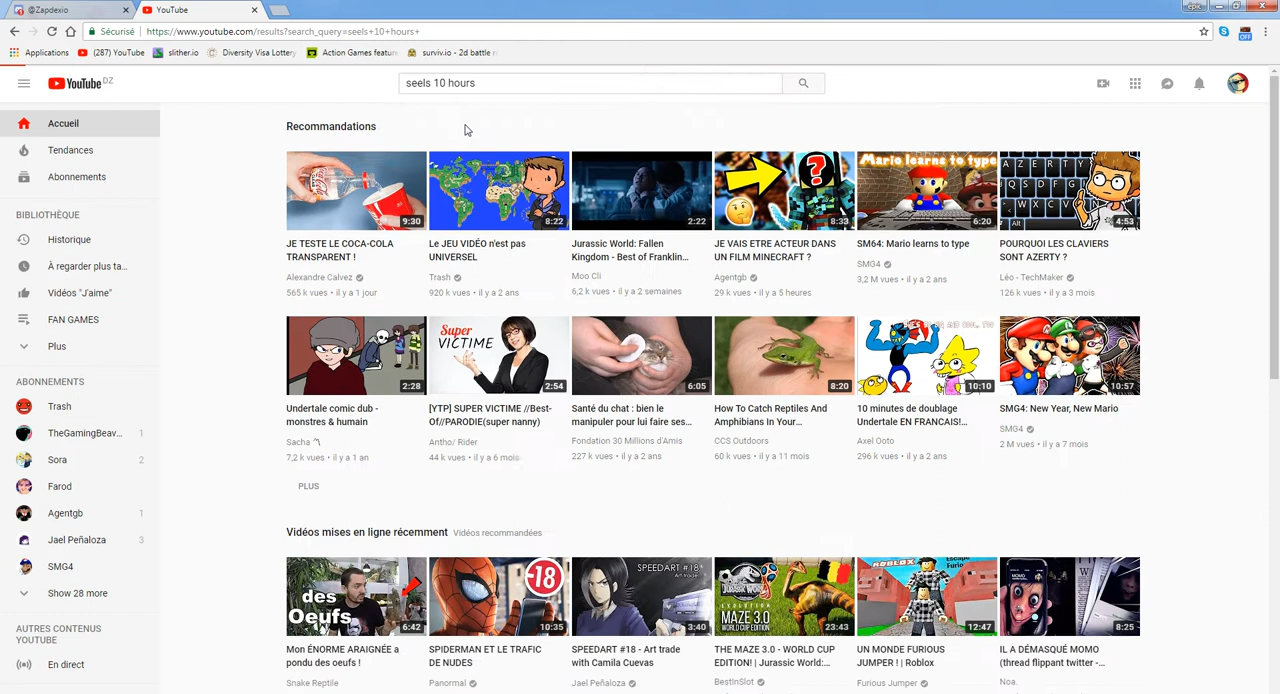 @Zapdexio
YouTube
epic
Sécurisé https://www.youtube.com/results?search_query=seels+10+hours+
OFF
Applications (287) YouTube slither.io Diversity Visa Lottery Action Games featur surviv.io - 2d battle r
YouTube DZ
seels 10 hours
Accueil
Tendances
Abonnements
BIBLIOTHÈQUE
Historique
À regarder plus ta...
Vidéos "J'aime"
FAN GAMES
Plus
ABONNEMENTS
Trash
TheGamingBeav... 1
Sora 2
Farod
Agentgb 1
Jael Peñaloza 3
SMG4
Show 28 more
AUTRES CONTENUS
YOUTUBE
En direct
Recommandations
9:30
JE TESTE LE COCA-COLA
TRANSPARENT !
Alexandre Calvez
565 k vues • il y a 1 jour
8:22
Le JEU VIDÉO n'est pas
UNIVERSEL
Trash
920 k vues • il y a 2 ans
2:22
Jurassic World: Fallen
Kingdom - Best of Franklin...
Moo Cli
6,2 k vues • il y a 2 semaines
?
8:33
JE VAIS ETRE ACTEUR DANS
UN FILM MINECRAFT ?
Agentgb
29 k vues • il y a 5 heures
Mario learns to type
6:20
SM64: Mario learns to type
SMG4
3,2 M vues • il y a 2 ans
A Z E R T Y
Q S D F G
W X C V
Alt
4:53
POURQUOI LES CLAVIERS
SONT AZERTY ?
Léo - TechMaker
126 k vues • il y a 3 mois
2:28
Undertale comic dub -
monstres & humain
Sacha
7,2 k vues • il y a 1 an
Super
VICTIME
2:54
[YTP] SUPER VICTIME //Best-
Of//PARODIE(super nanny)
Antho/ Rider
44 k vues • il y a 6 mois
6:05
Santé du chat : bien le
manipuler pour lui faire ses...
Fondation 30 Millions d'Amis
227 k vues • il y a 2 ans
8:20
How To Catch Reptiles And
Amphibians In Your...
CCS Outdoors
60 k vues • il y a 11 mois
10:10
10 minutes de doublage
Undertale EN FRANCAIS!...
Axel Ooto
296 k vues • il y a 2 ans
10:57
SMG4: New Year, New Mario
SMG4
2 M vues • il y a 7 mois
PLUS
Vidéos mises en ligne récemment Vidéos recommandées
des
Oeufs
6:42
Mon ÉNORME ARAIGNÉE a
pondu des oeufs !
Snake Reptile
-18
10:35
SPIDERMAN ET LE TRAFIC
DE NUDES
Panormal
SPEEDART #18
Art trade
3:40
SPEEDART #18 - Art trade
with Camila Cuevas
Jael Peñaloza
JURASSIC WORLD
EVOLUTION
MAZE 3.0
WORLD CUP
EDITION
23:43
THE MAZE 3.0 - WORLD CUP
EDITION! | Jurassic World:...
BestInSlot
ROBLOX
Escape
Furiou
12:47
UN MONDE FURIOUS
JUMPER ! | Roblox
Furious Jumper
MOMO
8:25
IL A DÉMASQUÉ MOMO
(thread flippant twitter -...
Noa.